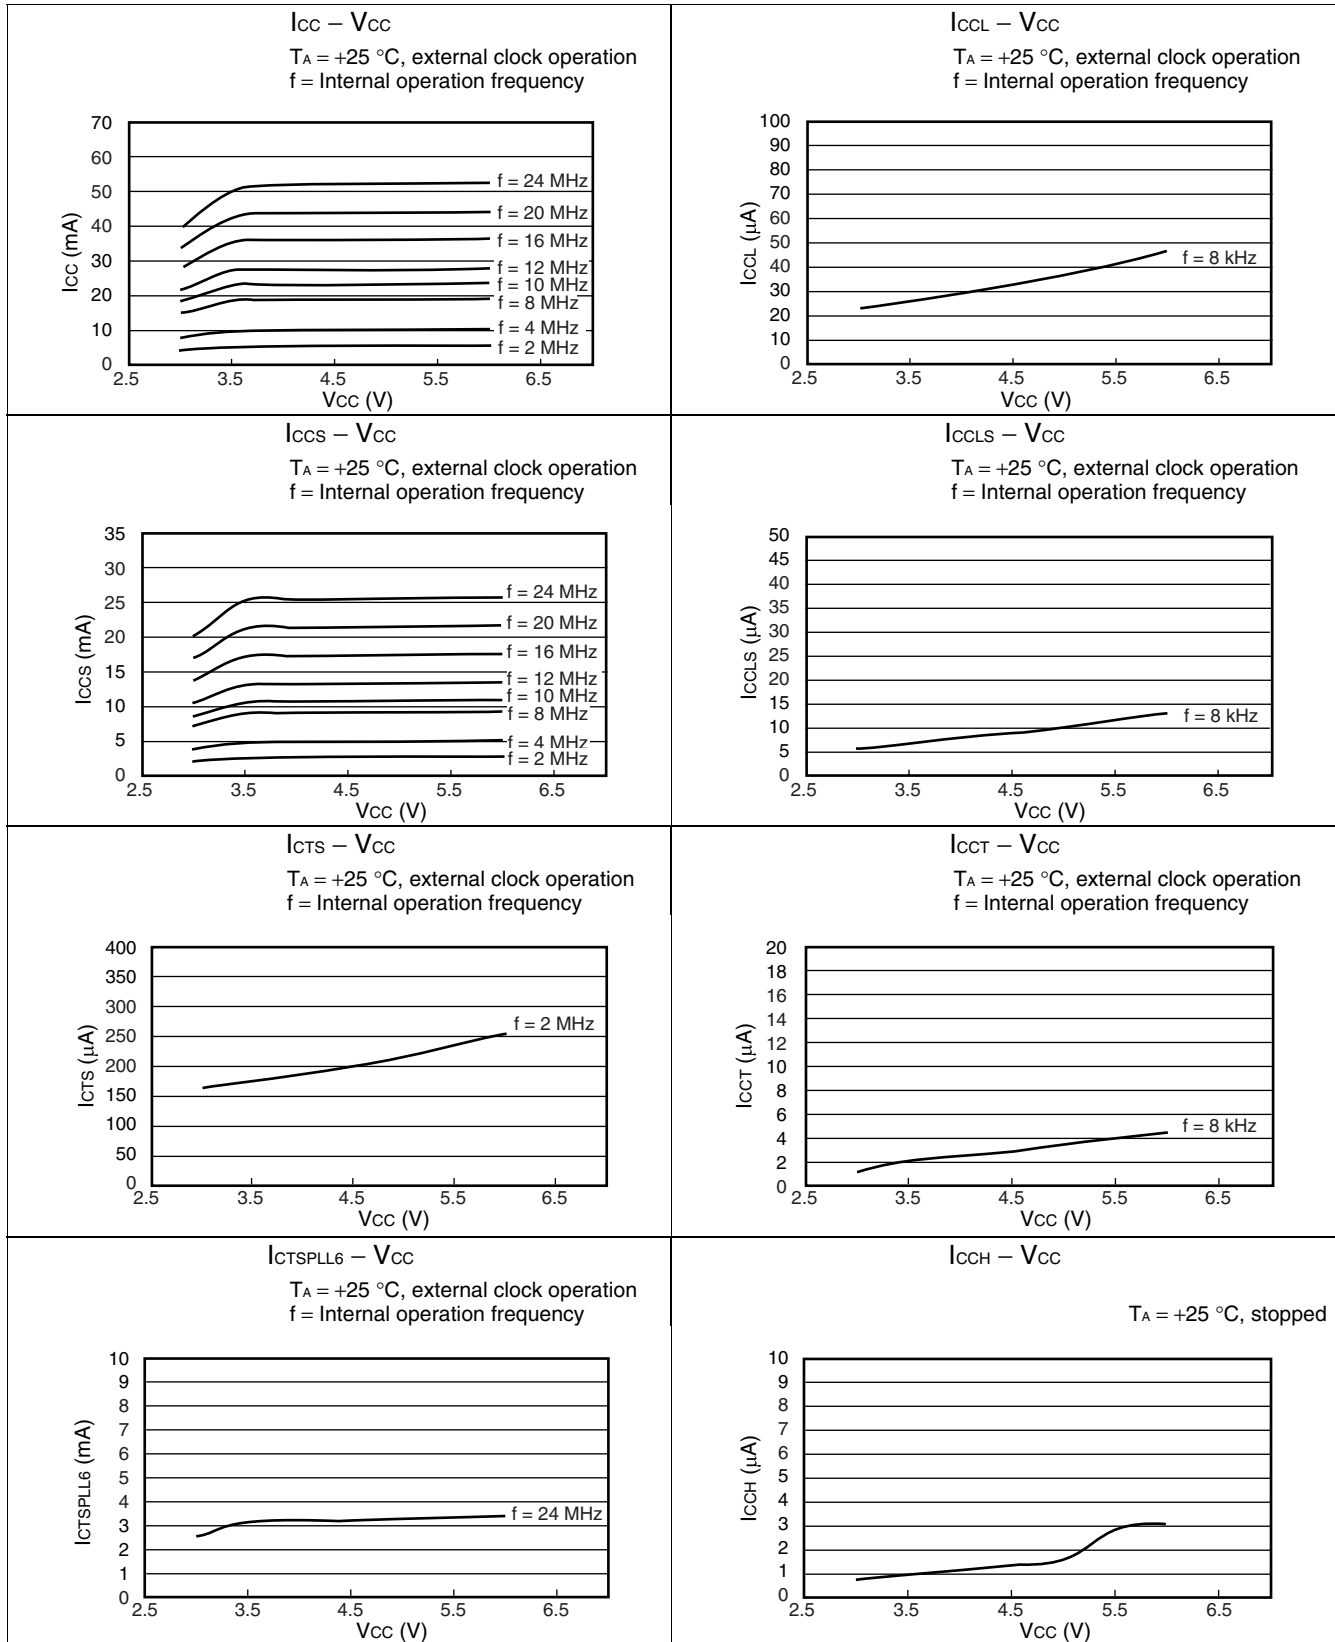 ICC – VCC
TA = +25 °C, external clock operation
f = Internal operation frequency
70
60
50
40
30
20
10
0
ICC (mA)
f = 24 MHz
f = 20 MHz
f = 16 MHz
f = 12 MHz
f = 10 MHz
f = 8 MHz
f = 4 MHz
f = 2 MHz
2.5 3.5 4.5 5.5 6.5
VCC (V)
ICCL – VCC
TA = +25 °C, external clock operation
f = Internal operation frequency
100
90
80
70
60
50
40
30
20
10
0
ICCL (μA)
f = 8 kHz
2.5 3.5 4.5 5.5 6.5
VCC (V)
ICCS – VCC
TA = +25 °C, external clock operation
f = Internal operation frequency
35
30
25
20
15
10
5
0
ICCS (mA)
f = 24 MHz
f = 20 MHz
f = 16 MHz
f = 12 MHz
f = 10 MHz
f = 8 MHz
f = 4 MHz
f = 2 MHz
2.5 3.5 4.5 5.5 6.5
VCC (V)
ICCLS – VCC
TA = +25 °C, external clock operation
f = Internal operation frequency
50
45
40
35
30
25
20
15
10
5
0
ICCLS (μA)
f = 8 kHz
2.5 3.5 4.5 5.5 6.5
VCC (V)
ICTS – VCC
TA = +25 °C, external clock operation
f = Internal operation frequency
400
350
300
250
200
150
100
50
0
ICTS (μA)
f = 2 MHz
2.5 3.5 4.5 5.5 6.5
VCC (V)
ICCT – VCC
TA = +25 °C, external clock operation
f = Internal operation frequency
20
18
16
14
12
10
8
6
4
2
0
ICCT (μA)
f = 8 kHz
2.5 3.5 4.5 5.5 6.5
VCC (V)
ICTSPLL6 – VCC
TA = +25 °C, external clock operation
f = Internal operation frequency
10
9
8
7
6
5
4
3
2
1
0
ICTSPLL6 (mA)
f = 24 MHz
2.5 3.5 4.5 5.5 6.5
VCC (V)
ICCH – VCC
TA = +25 °C, stopped
10
9
8
7
6
5
4
3
2
1
0
ICCH (μA)
2.5 3.5 4.5 5.5 6.5
VCC (V)